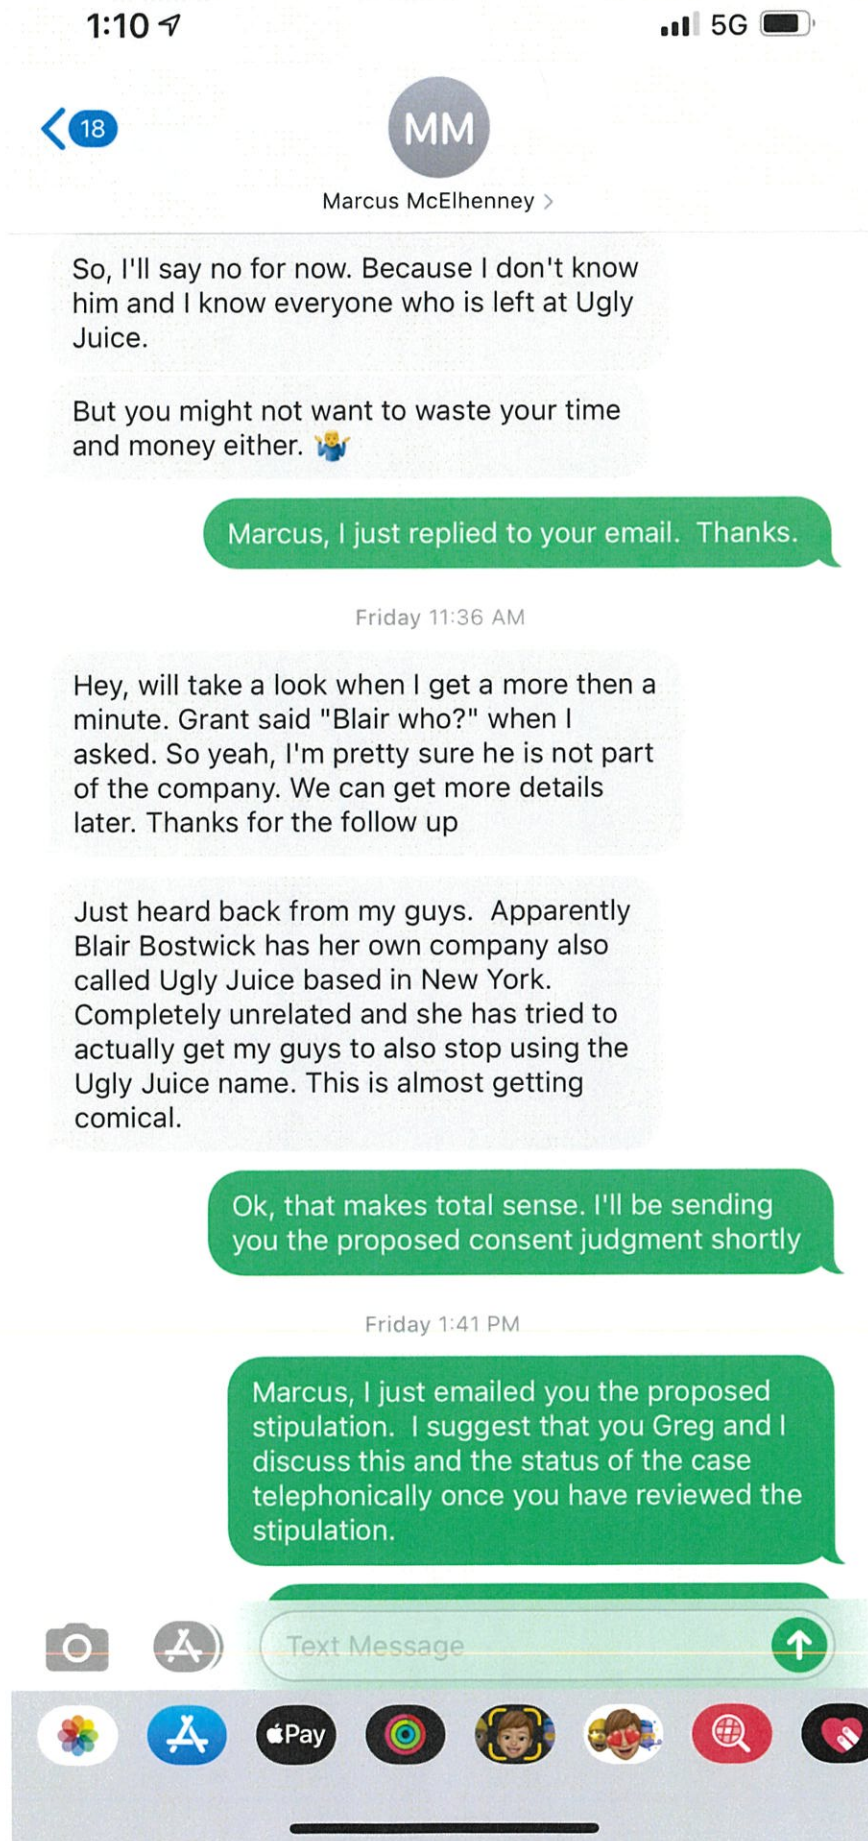 1:10
5G
18
MM
Marcus McElhenney
So, I'll say no for now. Because I don't know
him and I know everyone who is left at Ugly
Juice.
But you might not want to waste your time
and money either. 🤷‍♂️
Marcus, I just replied to your email.  Thanks.
Friday 11:36 AM
Hey, will take a look when I get a more then a
minute. Grant said "Blair who?" when I
asked. So yeah, I'm pretty sure he is not part
of the company. We can get more details
later. Thanks for the follow up
Just heard back from my guys.  Apparently
Blair Bostwick has her own company also
called Ugly Juice based in New York.
Completely unrelated and she has tried to
actually get my guys to also stop using the
Ugly Juice name. This is almost getting
comical.
Ok, that makes total sense. I'll be sending
you the proposed consent judgment shortly
Friday 1:41 PM
Marcus, I just emailed you the proposed
stipulation.  I suggest that you Greg and I
discuss this and the status of the case
telephonically once you have reviewed the
stipulation.
Text Message
Pay